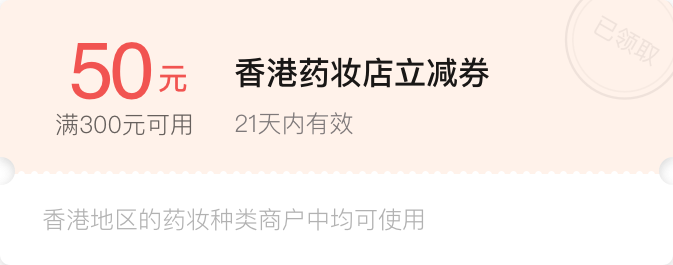 50元
香港药妆店立减券
已领取
满300元可用
21天内有效
香港地区的药妆种类商户中均可使用